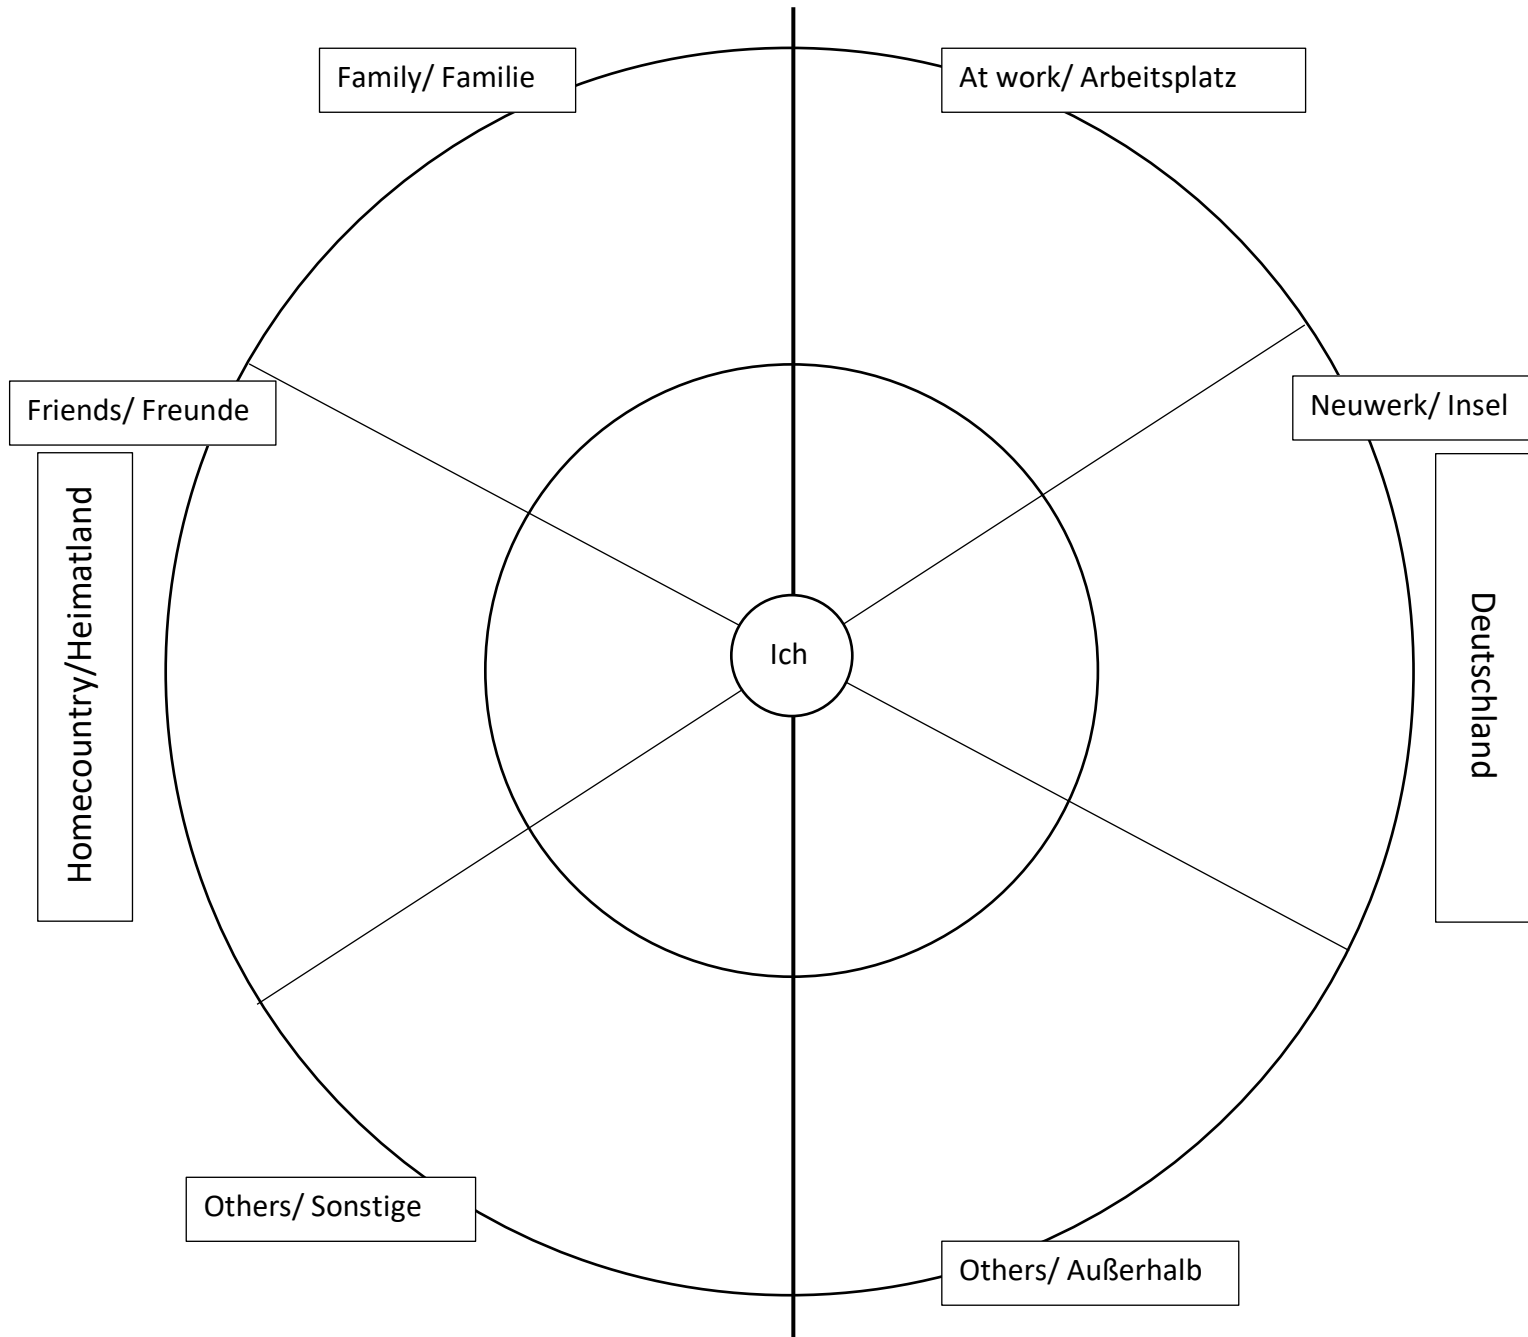 Family/ Familie
At work/ Arbeitsplatz
Friends/ Freunde
Neuwerk/ Insel
Homecountry/Heimatland
Ich
Deutschland
Others/ Sonstige
Others/ Außerhalb